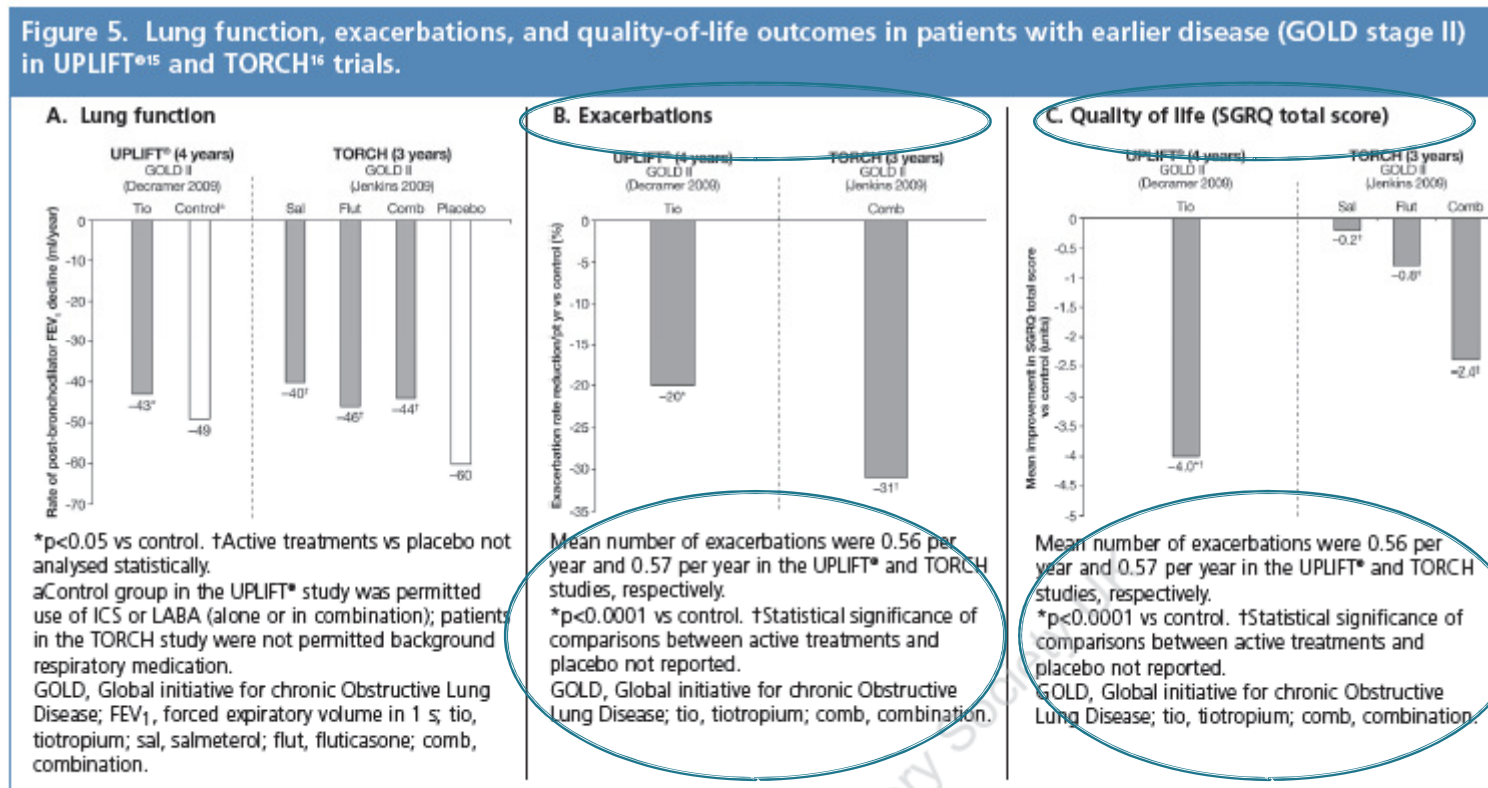 Figure 5. Lung function, exacerbations, and quality-of-life outcomes in patients with earlier disease (GOLD stage II)
in UPLIFT®15 and TORCH16 trials.
A. Lung function
UPLIFT® (4 years)
GOLD II
(Decramer 2009)
TORCH (3 years)
GOLD II
(Jenkins 2009)
Tio
Controlª
Sal
Flut
Comb
Placebo
Rate of post-bronchodilator FEV1 decline (ml/year)
0
-10
-20
-30
-40
-50
-60
-70
-43*
-49
-40†
-46†
-44†
-60
*p<0.05 vs control. †Active treatments vs placebo not
analysed statistically.
aControl group in the UPLIFT® study was permitted
use of ICS or LABA (alone or in combination); patients
in the TORCH study were not permitted background
respiratory medication.
GOLD, Global initiative for chronic Obstructive Lung
Disease; FEV1, forced expiratory volume in 1 s; tio,
tiotropium; sal, salmeterol; flut, fluticasone; comb,
combination.
B. Exacerbations
UPLIFT® (4 years)
GOLD II
(Decramer 2009)
TORCH (3 years)
GOLD II
(Jenkins 2009)
Tio
Comb
Exacerbation rate reduction/pt yr vs control (%)
0
-5
-10
-15
-20
-25
-30
-35
-20*
-31†
Mean number of exacerbations were 0.56 per
year and 0.57 per year in the UPLIFT® and TORCH
studies, respectively.
*p<0.0001 vs control. †Statistical significance of
comparisons between active treatments and
placebo not reported.
GOLD, Global initiative for chronic Obstructive
Lung Disease; tio, tiotropium; comb, combination.
C. Quality of life (SGRQ total score)
UPLIFT® (4 years)
GOLD II
(Decramer 2009)
TORCH (3 years)
GOLD II
(Jenkins 2009)
Tio
Sal
Flut
Comb
Mean improvement in SGRQ total score
vs control (units)
0
-0.5
-1
-1.5
-2
-2.5
-3
-3.5
-4
-4.5
-5
-4.0*†
-0.2†
-0.8†
-2.4†
Mean number of exacerbations were 0.56 per
year and 0.57 per year in the UPLIFT® and TORCH
studies, respectively.
*p<0.0001 vs control. †Statistical significance of
comparisons between active treatments and
placebo not reported.
GOLD, Global initiative for chronic Obstructive
Lung Disease; tio, tiotropium; comb, combination.
Society UK